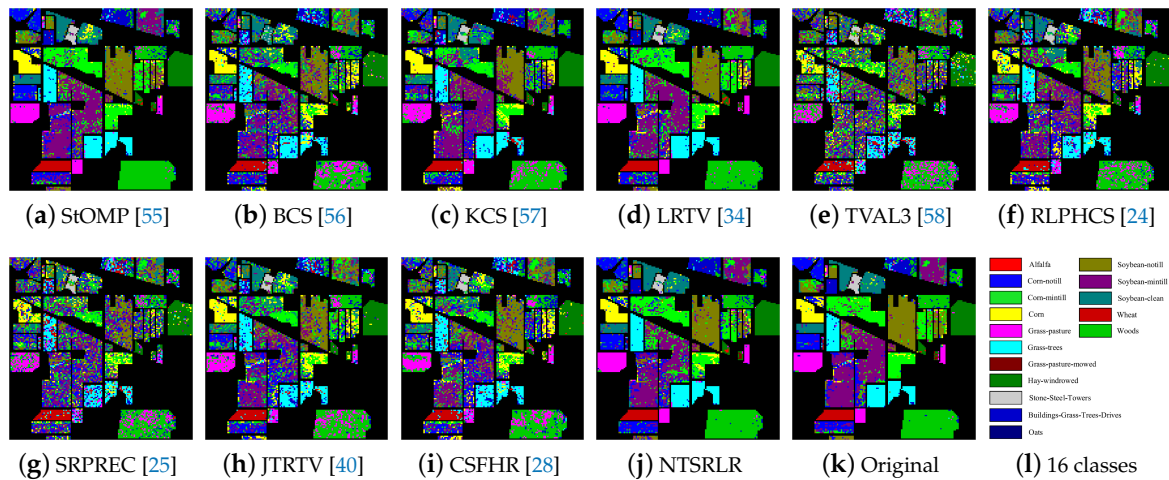 (a) StOMP [55]
(b) BCS [56]
(c) KCS [57]
(d) LRTV [34]
(e) TVAL3 [58]
(f) RLPHCS [24]
Alfalfa
Corn-notill
Corn-mintill
Corn
Grass-pasture
Grass-trees
Grass-pasture-mowed
Hay-windrowed
Stone-Steel-Towers
Buildings-Grass-Trees-Drives
Oats
Soybean-notill
Soybean-mintill
Soybean-clean
Wheat
Woods
(g) SRPREC [25]
(h) JTRTV [40]
(i) CSFHR [28]
(j) NTSRLR
(k) Original
(l) 16 classes